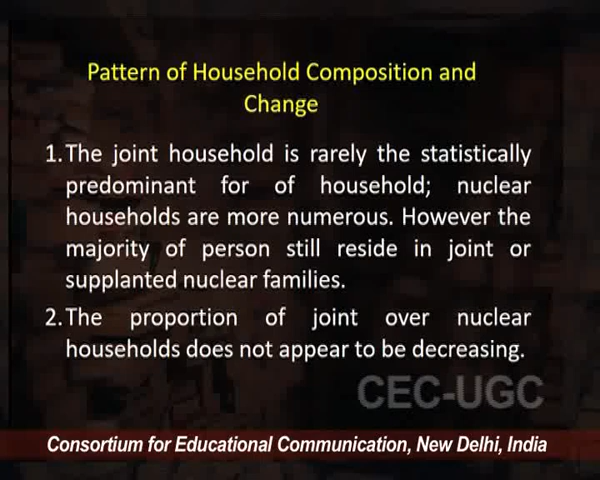 Pattern of Household Composition and
Change
1. The joint household is rarely the statistically
predominant for of household; nuclear
households are more numerous. However the
majority of person still reside in joint or
supplanted nuclear families.
2. The proportion of joint over nuclear
households does not appear to be decreasing.
CEC-UGC
Consortium for Educational Communication, New Delhi, India